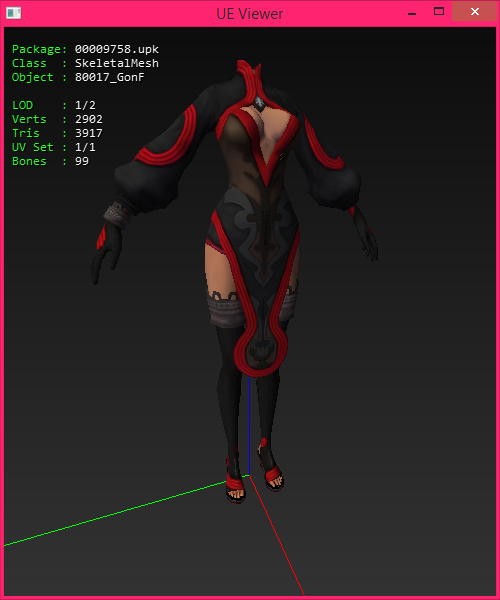 UE Viewer
Package: 00009758.upk
Class : SkeletalMesh
Object : 80017_GonF
LOD : 1/2
Verts : 2902
Tris : 3917
UV Set : 1/1
Bones : 99